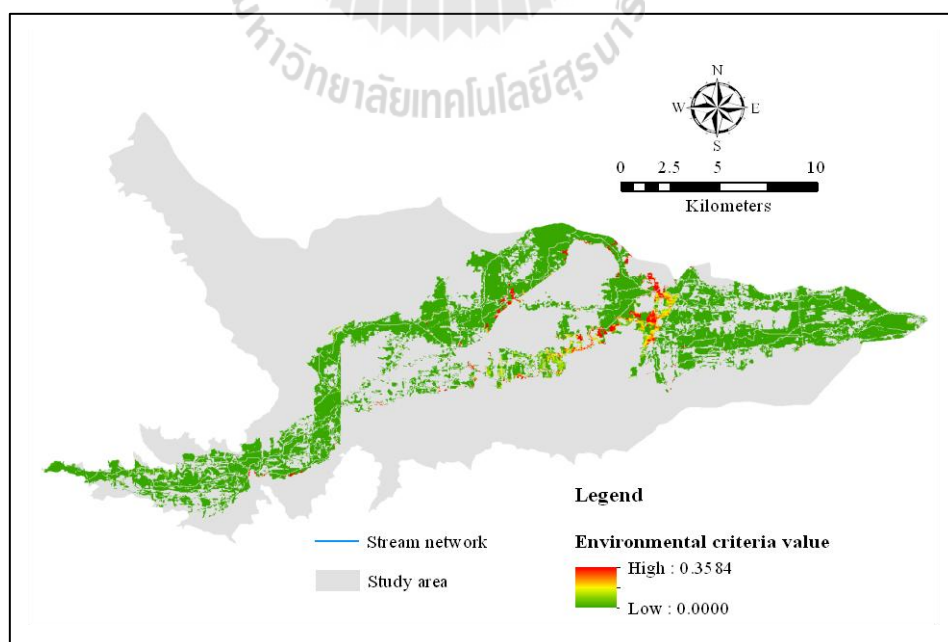 มหาวิทยาลัยเทคโนโลยีสุรนารี
N
W E
S
0 2.5 5 10
Kilometers
Legend
Stream network
Study area
Environmental criteria value
High : 0.3584
Low : 0.0000